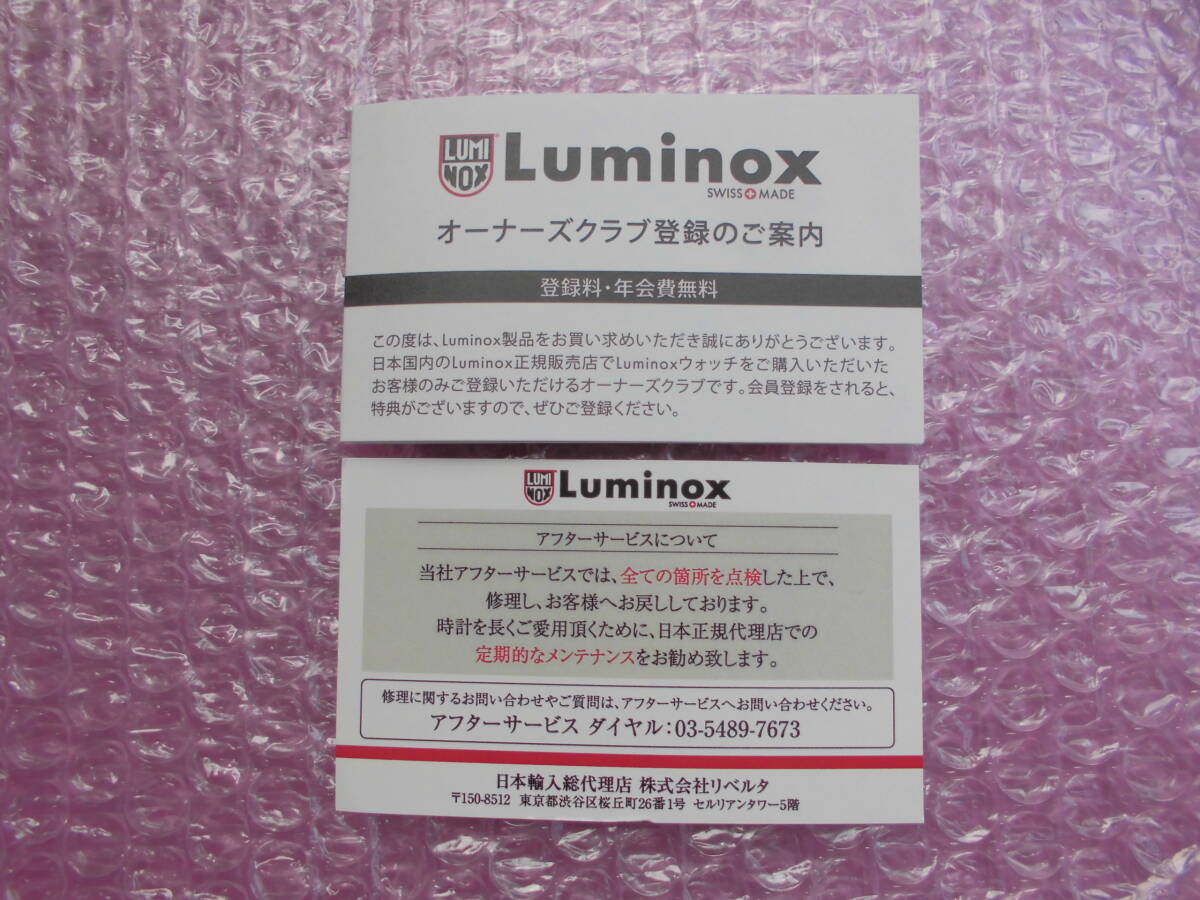 LUMI
NOX
Luminox
SWISS MADE
オーナーズクラブ登録のご案内
登録料・年会費無料
この度は、Luminox製品をお買い求めいただき誠にありがとうございます。
日本国内のLuminox正規販売店でLuminoxウォッチをご購入いただいた
お客様のみご登録いただけるオーナーズクラブです。会員登録をされると、
特典がございますので、ぜひご登録ください。
LUMI
NOX
Luminox
SWISS MADE
アフターサービスについて
当社アフターサービスでは、全ての箇所を点検した上で、
修理し、お客様へお戻ししております。
時計を長くご愛用頂くために、日本正規代理店での
定期的なメンテナンスをお勧め致します。
修理に関するお問い合わせやご質問は、アフターサービスへお問い合わせください。
アフターサービス ダイヤル：03-5489-7673
日本輸入総代理店 株式会社リベルタ
〒150-8512 東京都渋谷区桜丘町26番1号 セルリアンタワー5階